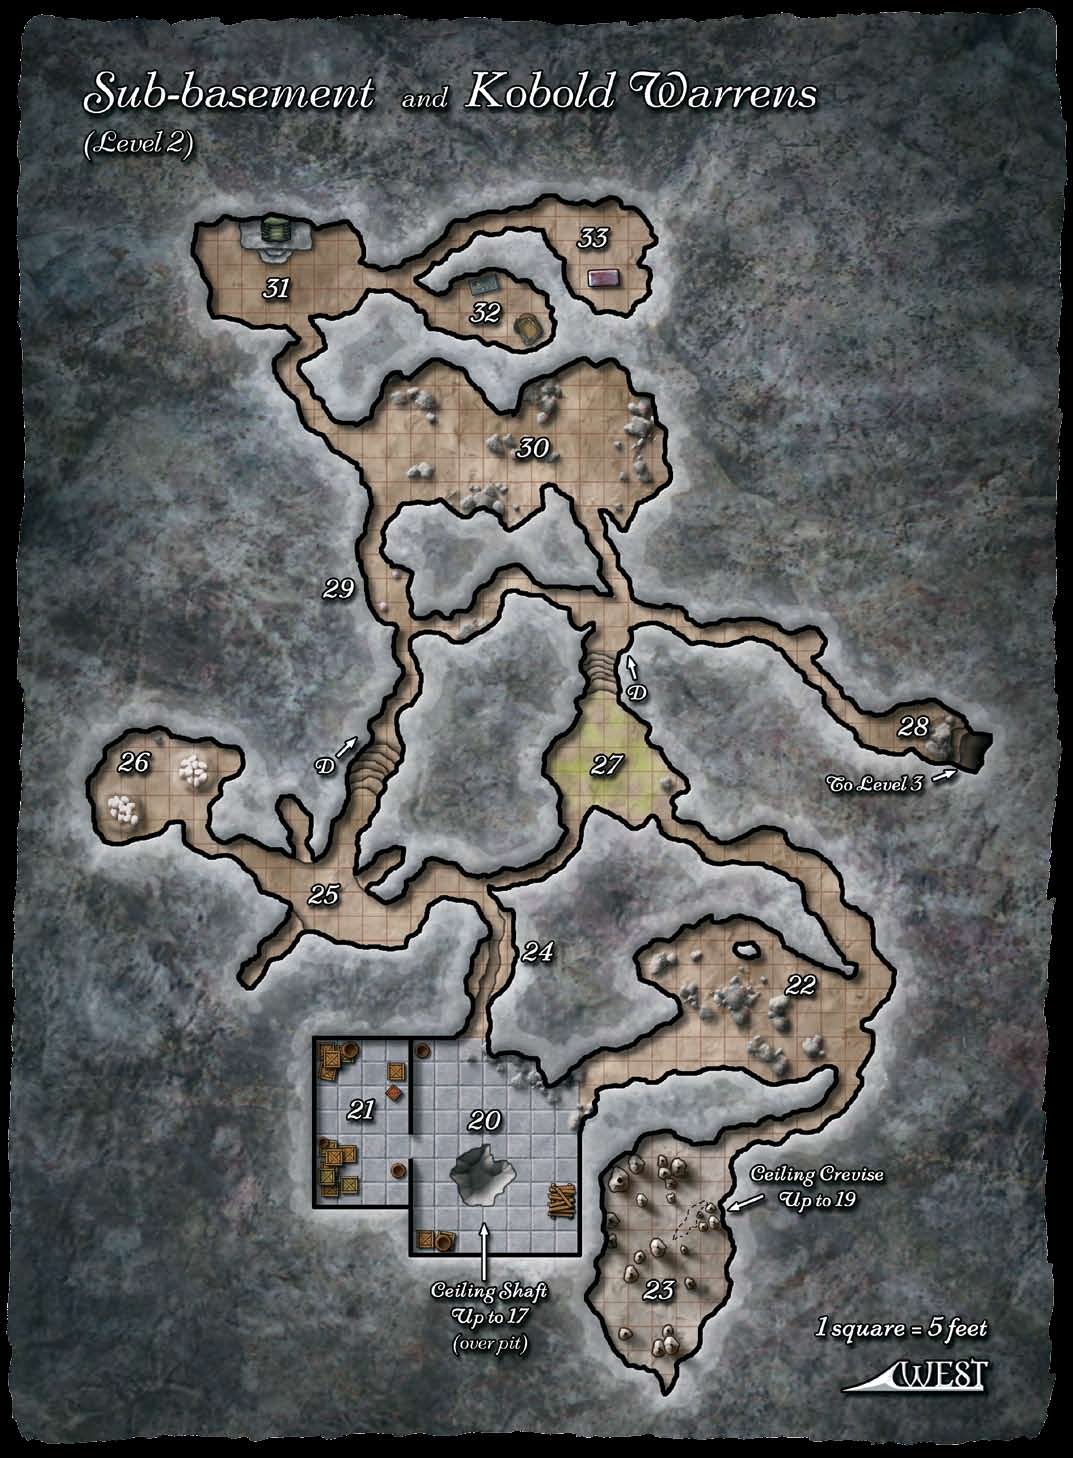 Sub-basement and Kobold Warrens
(Level 2)
33
31
32
30
29
28
To Level 3
D
D
26
27
25
24
22
21
20
Ceiling Crevise
Up to 19
23
Ceiling Shaft
Up to 17
(over pit)
1 square = 5 feet
WEST